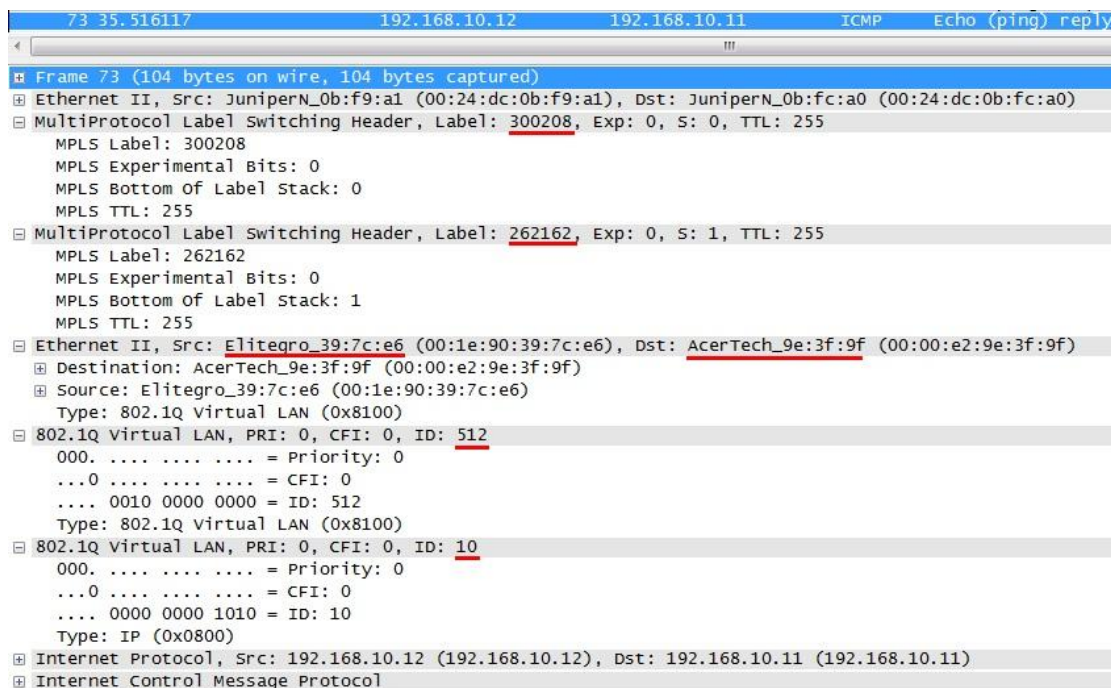 73 35.516117 192.168.10.12 192.168.10.11 ICMP Echo (ping) reply
Frame 73 (104 bytes on wire, 104 bytes captured)
Ethernet II, Src: JuniperN_0b:f9:a1 (00:24:dc:0b:f9:a1), Dst: JuniperN_0b:fc:a0 (00:24:dc:0b:fc:a0)
MultiProtocol Label Switching Header, Label: 300208, Exp: 0, S: 0, TTL: 255
MPLS Label: 300208
MPLS Experimental Bits: 0
MPLS Bottom Of Label Stack: 0
MPLS TTL: 255
MultiProtocol Label Switching Header, Label: 262162, Exp: 0, S: 1, TTL: 255
MPLS Label: 262162
MPLS Experimental Bits: 0
MPLS Bottom Of Label Stack: 1
MPLS TTL: 255
Ethernet II, Src: Elitegro_39:7c:e6 (00:1e:90:39:7c:e6), Dst: AcerTech_9e:3f:9f (00:00:e2:9e:3f:9f)
Destination: AcerTech_9e:3f:9f (00:00:e2:9e:3f:9f)
Source: Elitegro_39:7c:e6 (00:1e:90:39:7c:e6)
Type: 802.1Q Virtual LAN (0x8100)
802.1Q Virtual LAN, PRI: 0, CFI: 0, ID: 512
000. .... .... .... = Priority: 0
...0 .... .... .... = CFI: 0
.... 0010 0000 0000 = ID: 512
Type: 802.1Q Virtual LAN (0x8100)
802.1Q Virtual LAN, PRI: 0, CFI: 0, ID: 10
000. .... .... .... = Priority: 0
...0 .... .... .... = CFI: 0
.... 0000 0000 1010 = ID: 10
Type: IP (0x0800)
Internet Protocol, Src: 192.168.10.12 (192.168.10.12), Dst: 192.168.10.11 (192.168.10.11)
Internet Control Message Protocol